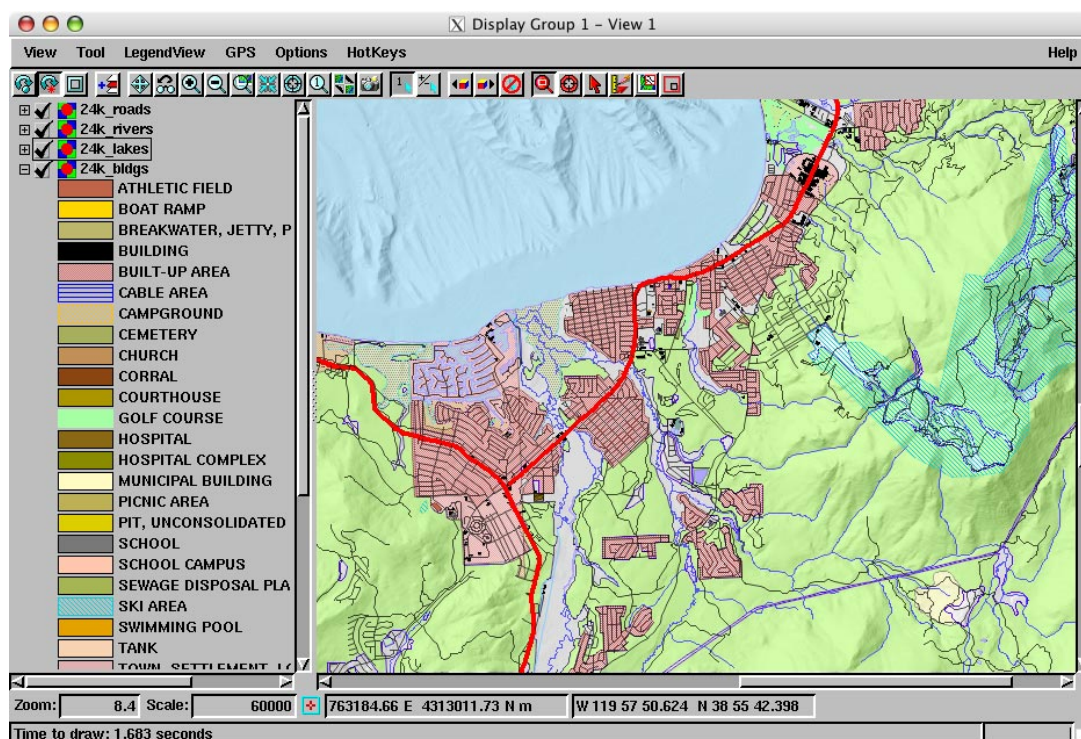 Display Group 1 - View 1
View Tool LegendView GPS Options HotKeys Help
24k_roads
24k_rivers
24k_lakes
24k_bldgs
ATHLETIC FIELD
BOAT RAMP
BREAKWATER, JETTY, P
BUILDING
BUILT-UP AREA
CABLE AREA
CAMPGROUND
CEMETERY
CHURCH
CORRAL
COURTHOUSE
GOLF COURSE
HOSPITAL
HOSPITAL COMPLEX
MUNICIPAL BUILDING
PICNIC AREA
PIT, UNCONSOLIDATED
SCHOOL
SCHOOL CAMPUS
SEWAGE DISPOSAL PLA
SKI AREA
SWIMMING POOL
TANK
TOWN, SETTLEMENT,
Zoom: 8.4 Scale: 60000 763184.66 E 4313011.73 N m W 119 57 50.624 N 38 55 42.398
Time to draw: 1.683 seconds